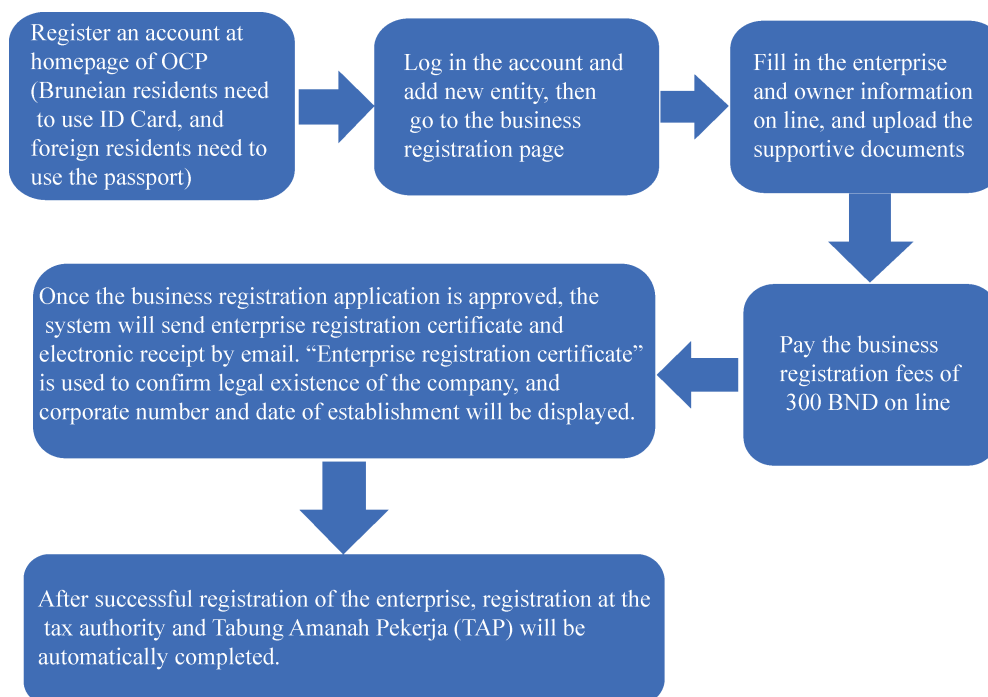 Register an account at
homepage of OCP
(Bruneian residents need
to use ID Card, and
foreign residents need to
use the passport)
Log in the account and
add new entity, then
go to the business
registration page
Fill in the enterprise
and owner information
on line, and upload the
supportive documents
Pay the business
registration fees of
300 BND on line
Once the business registration application is approved, the
system will send enterprise registration certificate and
electronic receipt by email. “Enterprise registration certificate”
is used to confirm legal existence of the company, and
corporate number and date of establishment will be displayed.
After successful registration of the enterprise, registration at the
tax authority and Tabung Amanah Pekerja (TAP) will be
automatically completed.